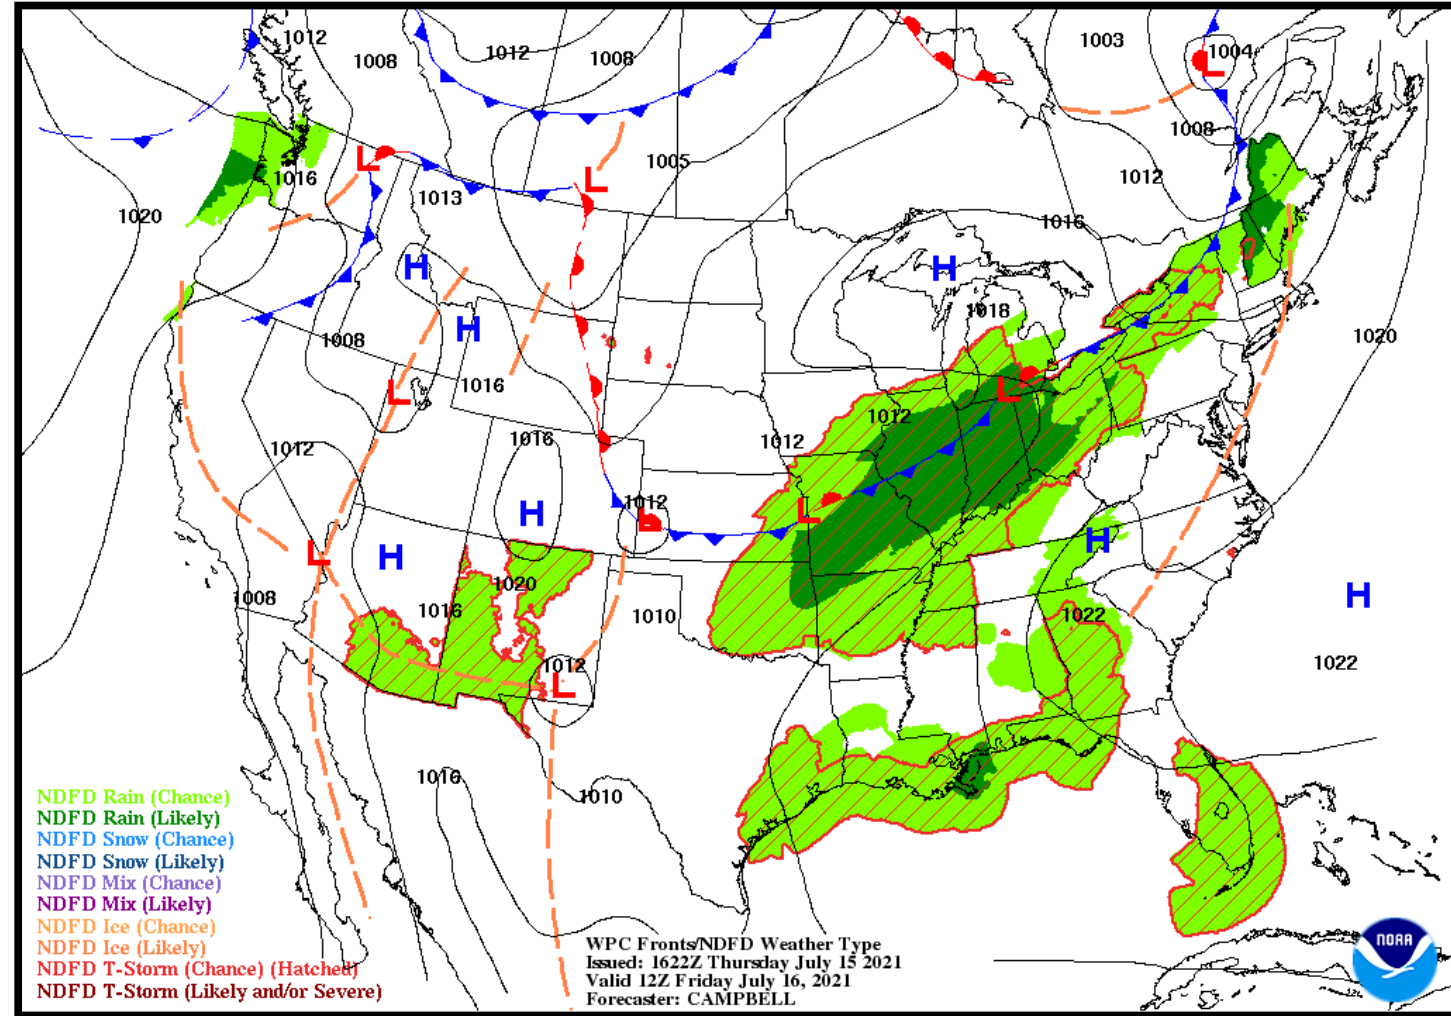 1012
1008
1012
1008
1003
1004
1005
1008
1016
1013
1012
1020
1016
1018
1008
1020
1016
1012
1016
1012
1012
1012
1020
1008
1016
1010
1022
1012
1022
1016
1010
L
L
L
L
L
L
L
L
L
H
H
H
H
H
H
H
NDFD Rain (Chance)
NDFD Rain (Likely)
NDFD Snow (Chance)
NDFD Snow (Likely)
NDFD Mix (Chance)
NDFD Mix (Likely)
NDFD Ice (Chance)
NDFD Ice (Likely)
NDFD T-Storm (Chance) (Hatched)
NDFD T-Storm (Likely and/or Severe)
WPC Fronts/NDFD Weather Type
Issued: 1622Z Thursday July 15 2021
Valid 12Z Friday July 16, 2021
Forecaster: CAMPBELL
NOAA